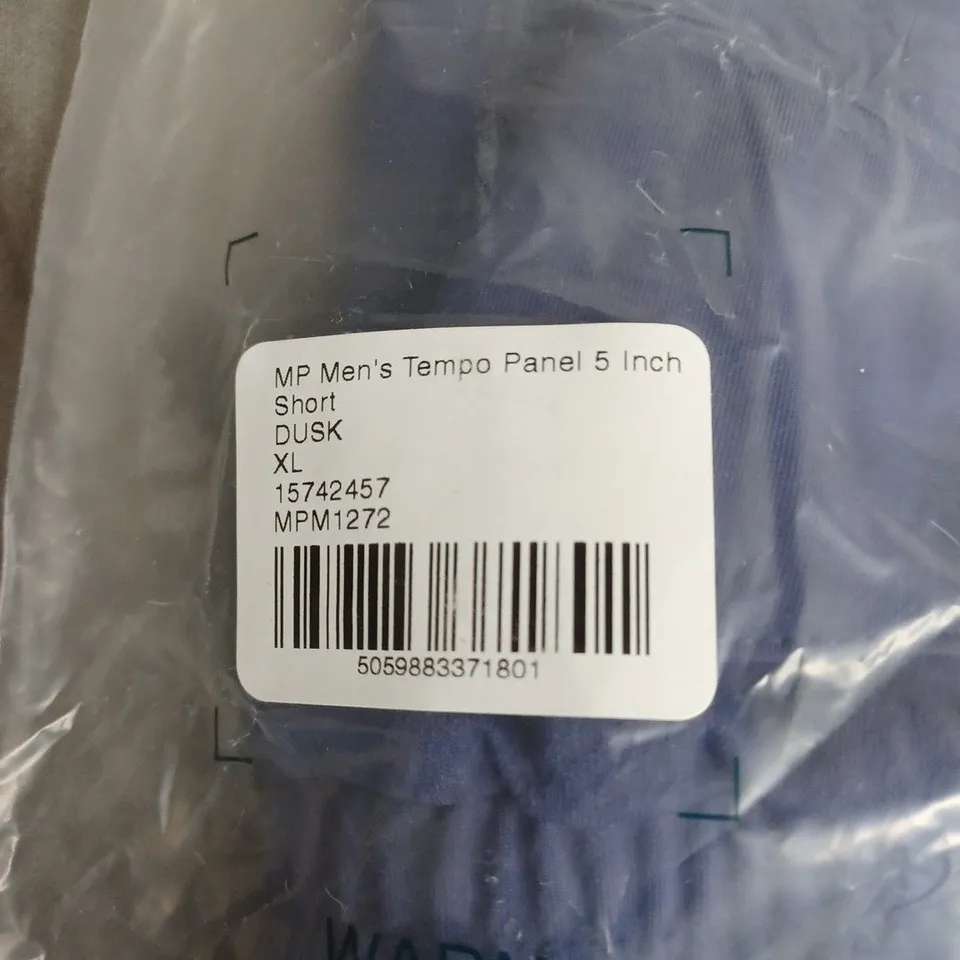 MP Men's Tempo Panel 5 Inch
Short
DUSK
XL
15742457
MPM1272
5059883371801